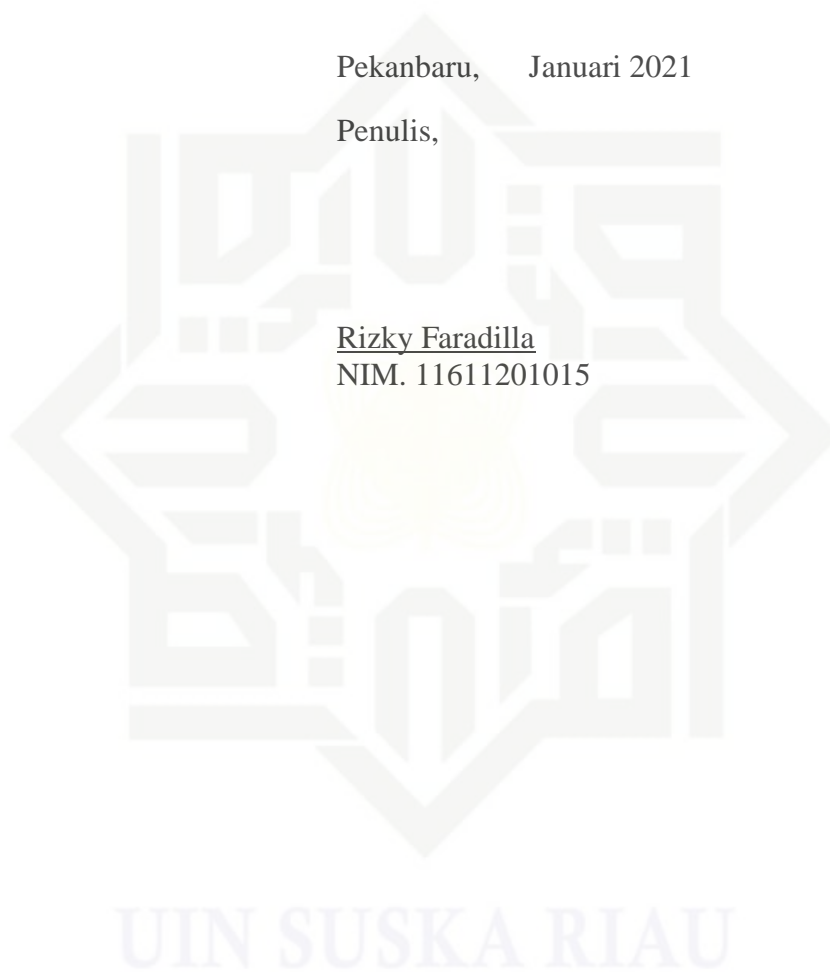 Pekanbaru, Januari 2021
Penulis,
Rizky Faradilla
NIM. 11611201015
UIN SUSKA RIAU